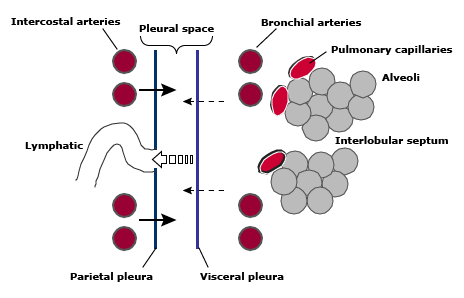 Intercostal arteries
Pleural space
Bronchial arteries
Pulmonary capillaries
Alveoli
Lymphatic
Interlobular septum
Parietal pleura
Visceral pleura